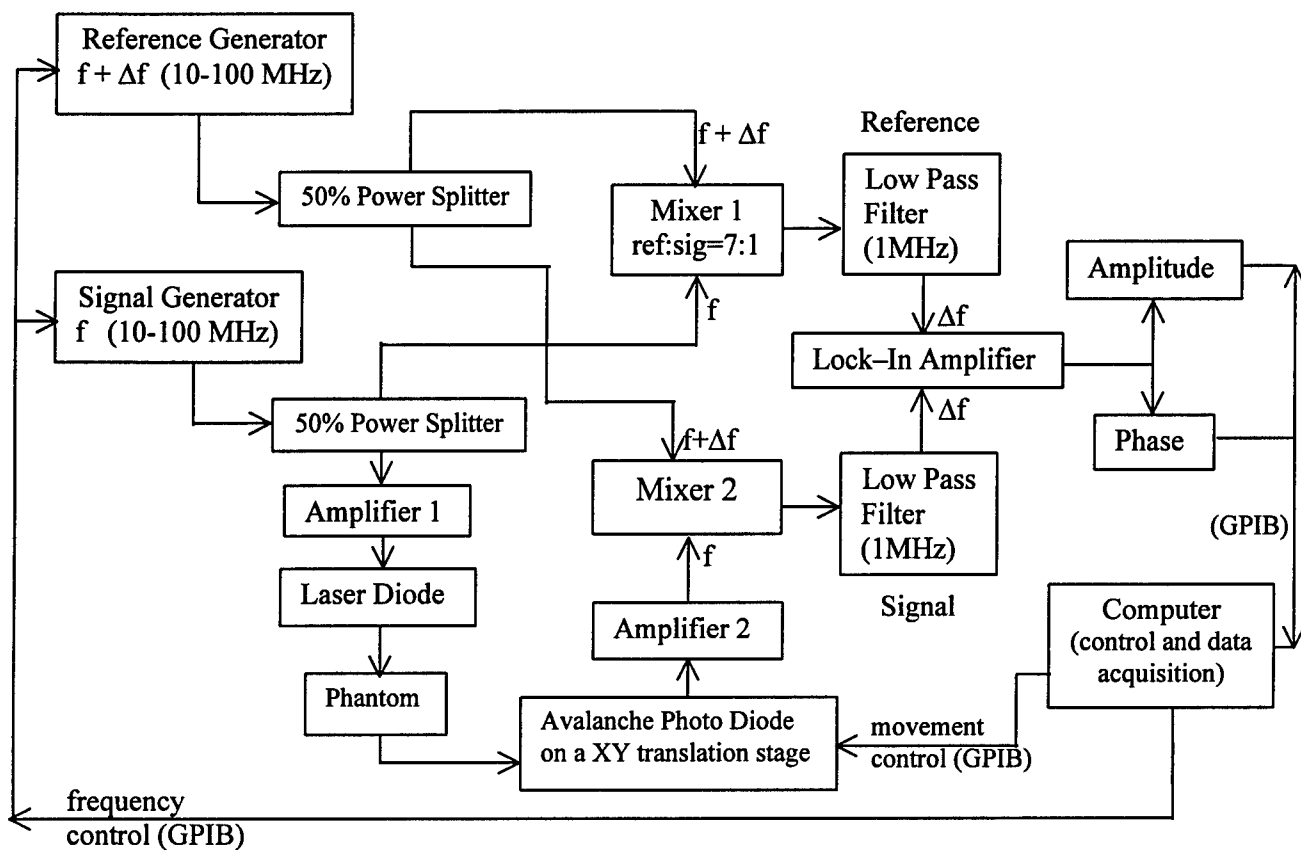 Reference Generator
f + Δf (10-100 MHz)
50% Power Splitter
f + Δf
Mixer 1
ref:sig=7:1
f
Reference
Low Pass
Filter
(1MHz)
Δf
Signal Generator
f (10-100 MHz)
50% Power Splitter
Lock–In Amplifier
Δf
Amplitude
Phase
(GPIB)
Amplifier 1
Laser Diode
Phantom
f+Δf
Mixer 2
f
Low Pass
Filter
(1MHz)
Signal
Amplifier 2
Avalanche Photo Diode
on a XY translation stage
movement
control (GPIB)
Computer
(control and data
acquisition)
frequency
control (GPIB)